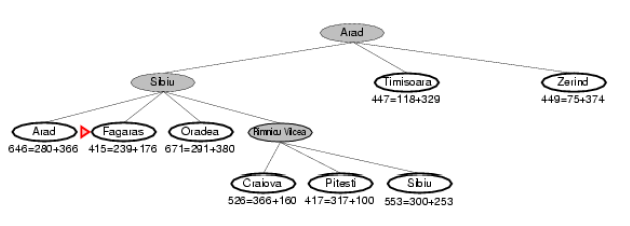 Arad
Sibiu
Timisoara
Zerind
447=118+329
449=75+374
Arad
Fagaras
Oradea
Rimnicu Vilcea
646=280+366
415=239+176
671=291+380
Craiova
Pitesti
Sibiu
526=366+160
417=317+100
553=300+253